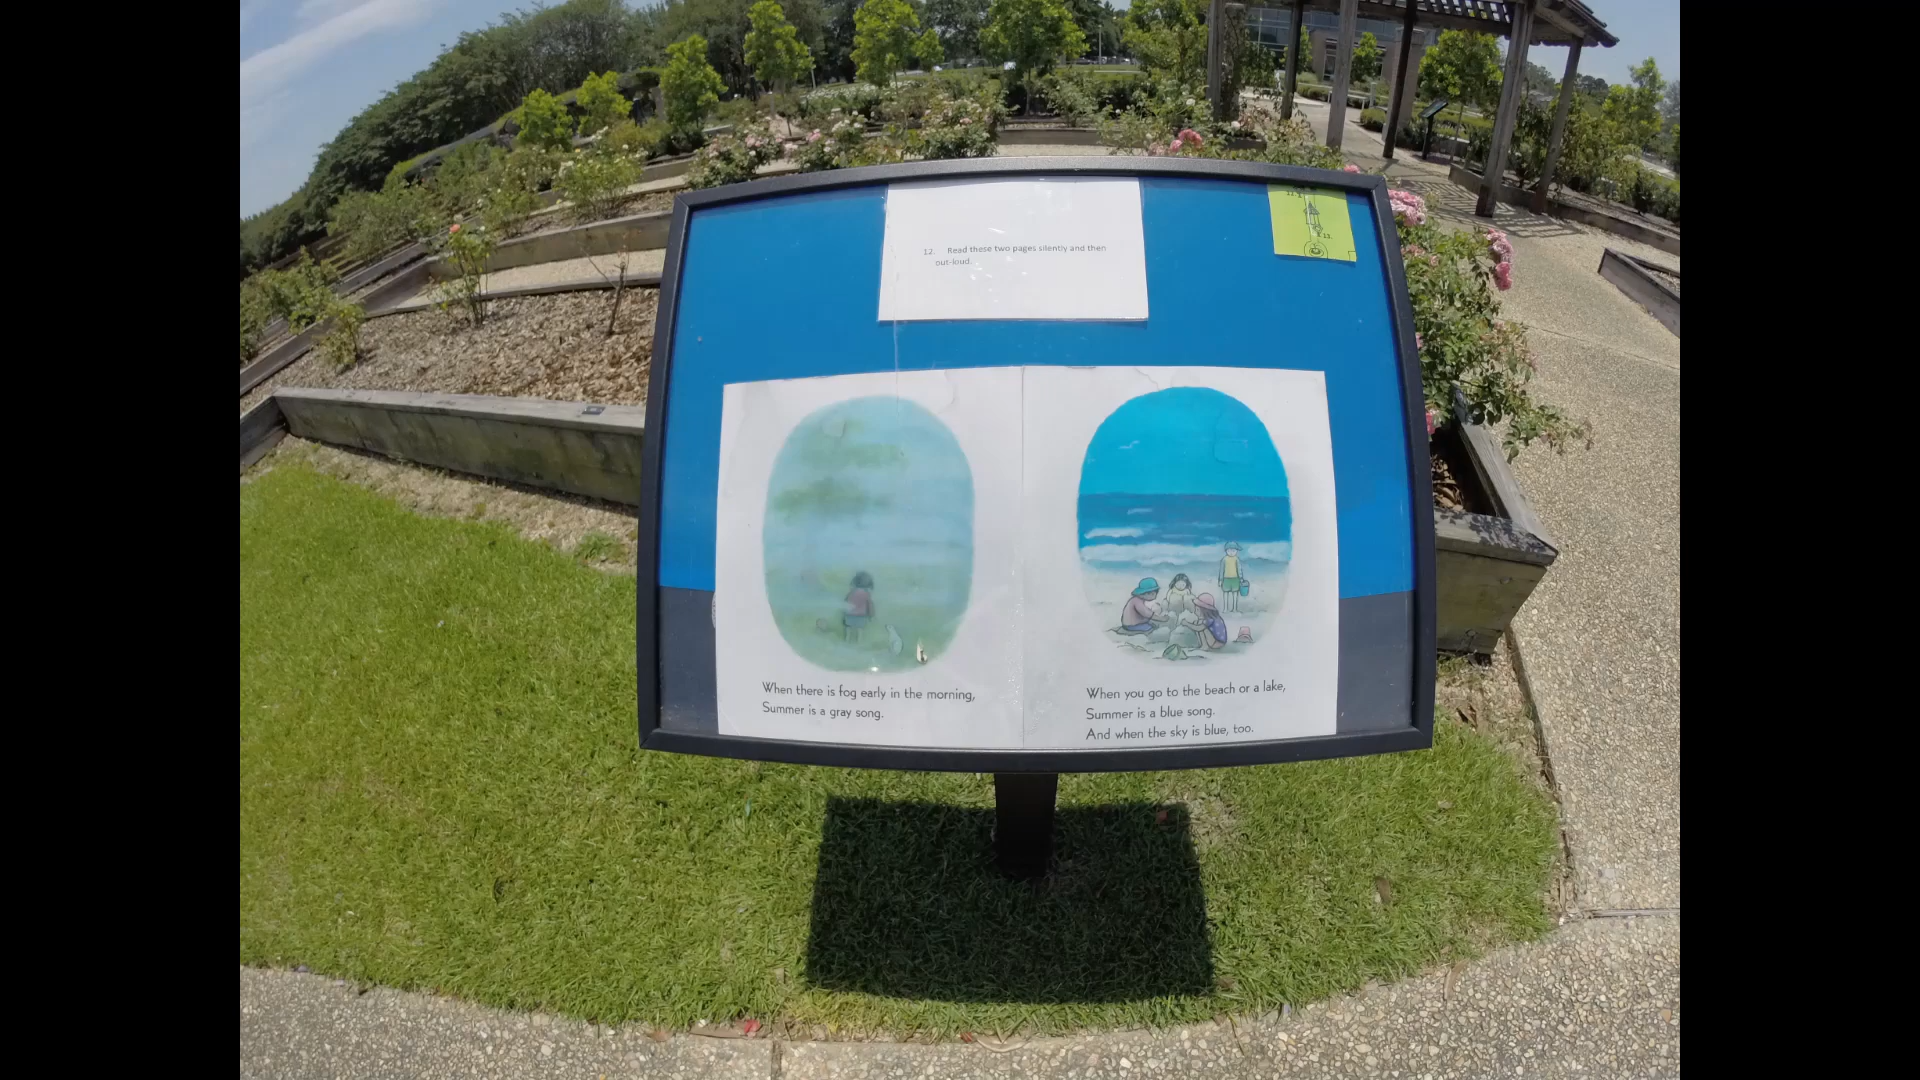 12. Read these two pages silently and then
out-loud.
When there is fog early in the morning,
Summer is a gray song.
When you go to the beach or a lake,
Summer is a blue song.
And when the sky is blue, too.